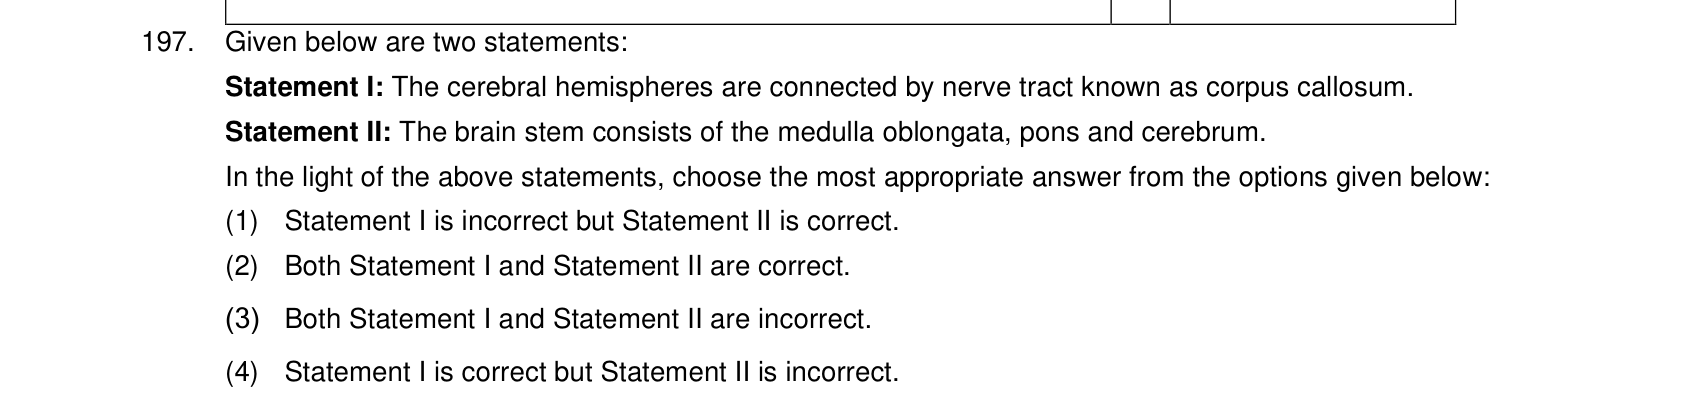 197. Given below are two statements:
Statement I: The cerebral hemispheres are connected by nerve tract known as corpus callosum.
Statement II: The brain stem consists of the medulla oblongata, pons and cerebrum.
In the light of the above statements, choose the most appropriate answer from the options given below:
(1) Statement I is incorrect but Statement II is correct.
(2) Both Statement I and Statement II are correct.
(3) Both Statement I and Statement II are incorrect.
(4) Statement I is correct but Statement II is incorrect.